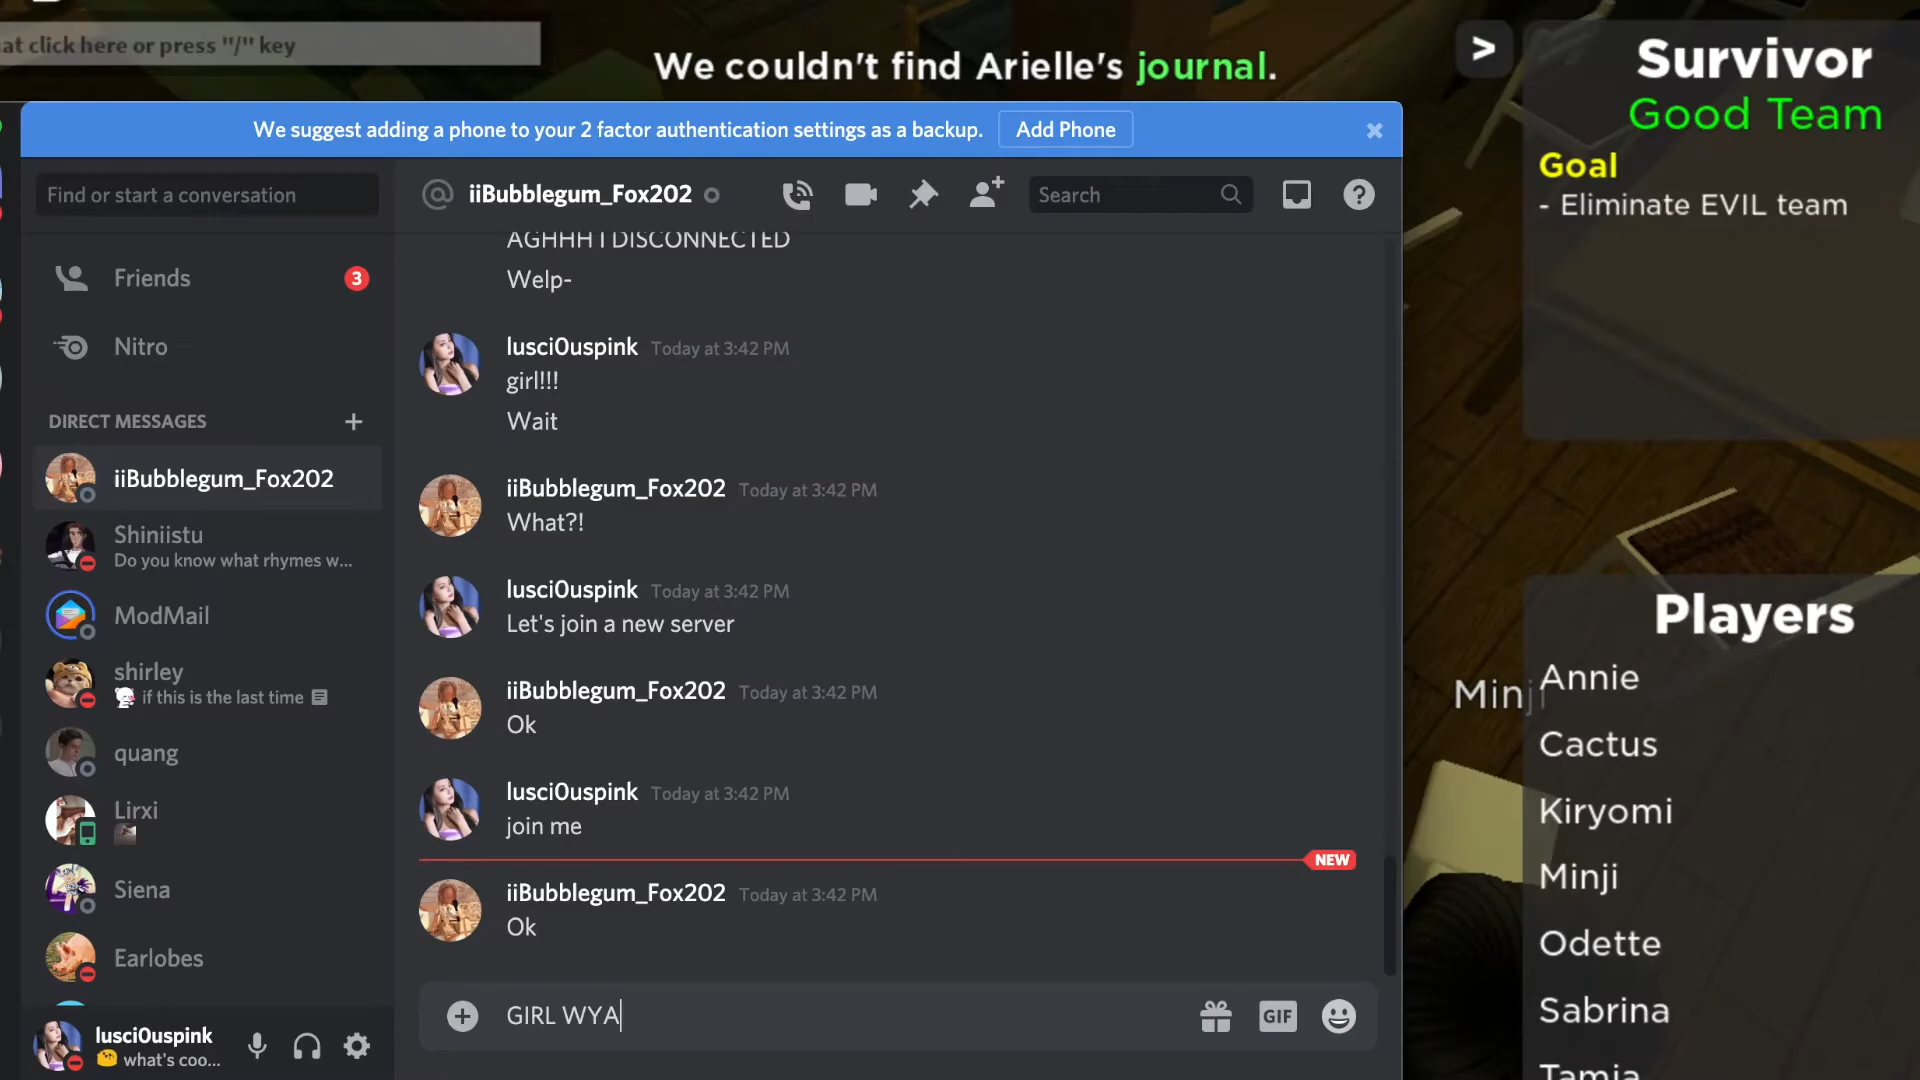 at click here or press "/" key
We couldn't find Arielle's journal.
>
Survivor
Good Team
Goal
- Eliminate EVIL team
We suggest adding a phone to your 2 factor authentication settings as a backup.
Add Phone
Find or start a conversation
iiBubblegum_Fox202
Search
Friends
3
Nitro
DIRECT MESSAGES
iiBubblegum_Fox202
Shiniistu
Do you know what rhymes w...
ModMail
shirley
if this is the last time
quang
Lirxi
Siena
Earlobes
lusci0uspink
what's coo...
AGHHH I DISCONNECTED
Welp-
lusci0uspink Today at 3:42 PM
girl!!!
Wait
iiBubblegum_Fox202 Today at 3:42 PM
What?!
lusci0uspink Today at 3:42 PM
Let's join a new server
iiBubblegum_Fox202 Today at 3:42 PM
Ok
lusci0uspink Today at 3:42 PM
join me
NEW
iiBubblegum_Fox202 Today at 3:42 PM
Ok
GIRL WYA
GIF
Players
Minji
Annie
Cactus
Kiryomi
Minji
Odette
Sabrina
Tamia